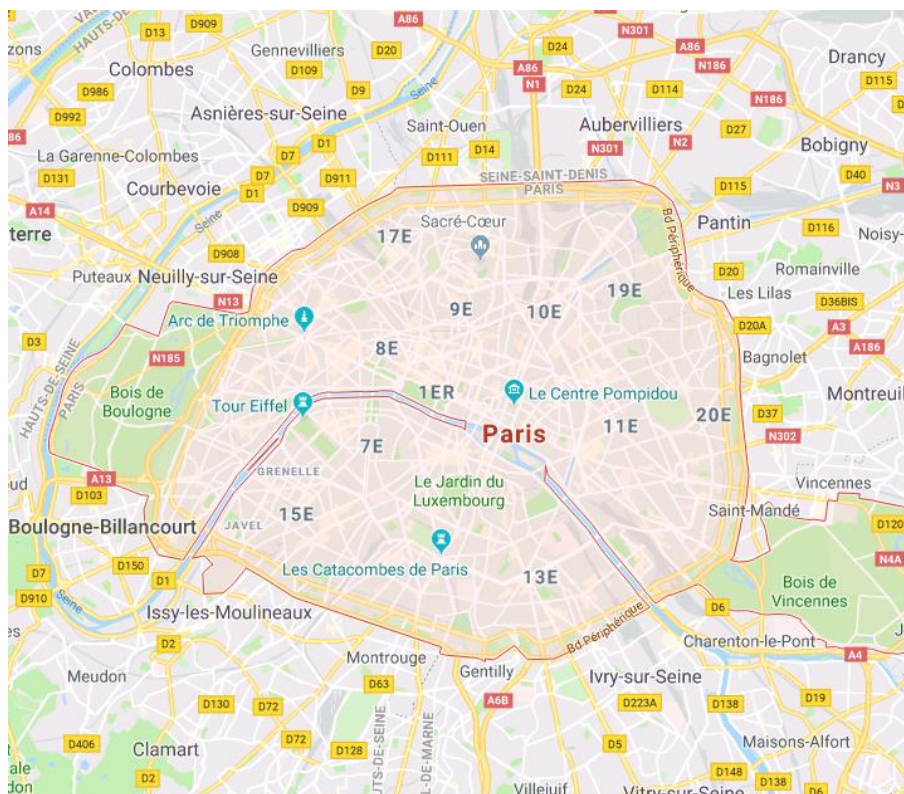 A86
D909
D13
N301
A86
D20
Gennevilliers
D24
N186
Drancy
Colombes
D109
A86
N1
D24
D114
D115
D986
D9
N186
D992
Asnières-sur-Seine
Seine
Saint-Ouen
Aubervilliers
D27
86
D1
D14
N301
N2
Bobigny
La Garenne-Colombes
D7
D111
D131
D7
D911
SEINE-SAINT-DENIS
PARIS
D115
D40
N3
Courbevoie
D1
A14
D909
Sacré-Cœur
Bd Périphérique
Pantin
D116
terre
Seine
17E
Noisy-
D908
Puteaux
Neuilly-sur-Seine
D20
Romainville
N13
19E
Les Lilas
D36BIS
Arc de Triomphe
9E
10E
D20A
A3
D3
HAUTS-DE-SEINE
PARIS
N185
8E
Bagnolet
A186
Bois de
Boulogne
1ER
Le Centre Pompidou
Montreuil
Tour Eiffel
20E
D37
Paris
11E
N302
7E
GRENELLE
A13
D103
Le Jardin du
Luxembourg
Vincennes
15E
Saint-Mandé
Boulogne-Billancourt
JAVEL
D120
D150
Les Catacombes de Paris
N4A
D7
D1
13E
Bois de
Vincennes
D910
Seine
Issy-les-Moulineaux
D6
Bd Périphérique
D2
Charenton-le-Pont
Montrouge
A4
Meudon
Gentilly
D63
Ivry-sur-Seine
D130
D72
A6B
D223A
D138
D19
D406
Clamart
D72
D128
D5
Maisons-Alfort
D2
D148
D138
Villejuif
Vitry-sur-Seine
D6